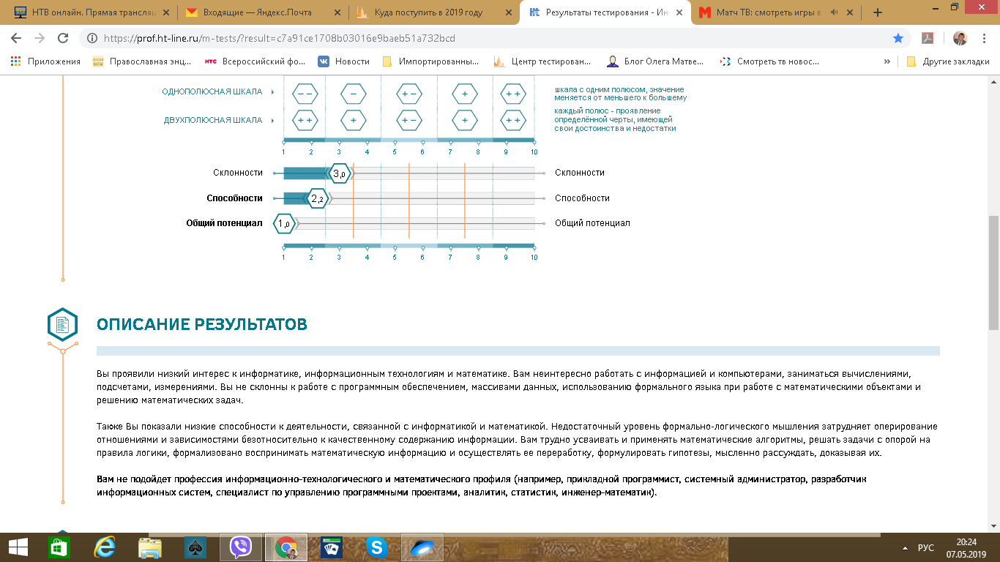 НТВ онлайн. Прямая трансляц
Входящие — Яндекс.Почта
Куда поступить в 2019 году
Результаты тестирования - Ин
Матч ТВ: смотреть игры в
https://prof.ht-line.ru/m-tests/?result=c7a91ce1708b03016e9baeb51a732bcd
Приложения
Православная энц...
НТС Всероссийский фо...
Новости
Импортированны...
Центр тестирован...
Блог Олега Матве...
Смотреть тв новос...
»
Другие закладки
ОДНОПОЛЮСНАЯ ШКАЛА
− −
−
+ −
+
+ +
шкала с одним полюсом, значение
меняется от меньшего к большему
ДВУХПОЛЮСНАЯ ШКАЛА
+ +
+
+ −
+
+ +
каждый полюс - проявление
определённой черты, имеющей
свои достоинства и недостатки
1 2 3 4 5 6 7 8 9 10
Склонности 3,0 Склонности
Способности 2,2 Способности
Общий потенциал 1,0 Общий потенциал
1 2 3 4 5 6 7 8 9 10
ОПИСАНИЕ РЕЗУЛЬТАТОВ
Вы проявили низкий интерес к информатике, информационным технологиям и математике. Вам неинтересно работать с информацией и компьютерами, заниматься вычислениями,
подсчетами, измерениями. Вы не склонны к работе с программным обеспечением, массивами данных, использованию формального языка при работе с математическими объектами и
решению математических задач.
Также Вы показали низкие способности к деятельности, связанной с информатикой и математикой. Недостаточный уровень формально-логического мышления затрудняет оперирование
отношениями и зависимостями безотносительно к качественному содержанию информации. Вам трудно усваивать и применять математические алгоритмы, решать задачи с опорой на
правила логики, формализовано воспринимать математическую информацию и осуществлять ее переработку, формулировать гипотезы, мысленно рассуждать, доказывая их.
Вам не подойдет профессия информационно-технологического и математического профиля (например, прикладной программист, системный администратор, разработчик
информационных систем, специалист по управлению программными проектами, аналитик, статистик, инженер-математик).
РУС
20:24
07.05.2019